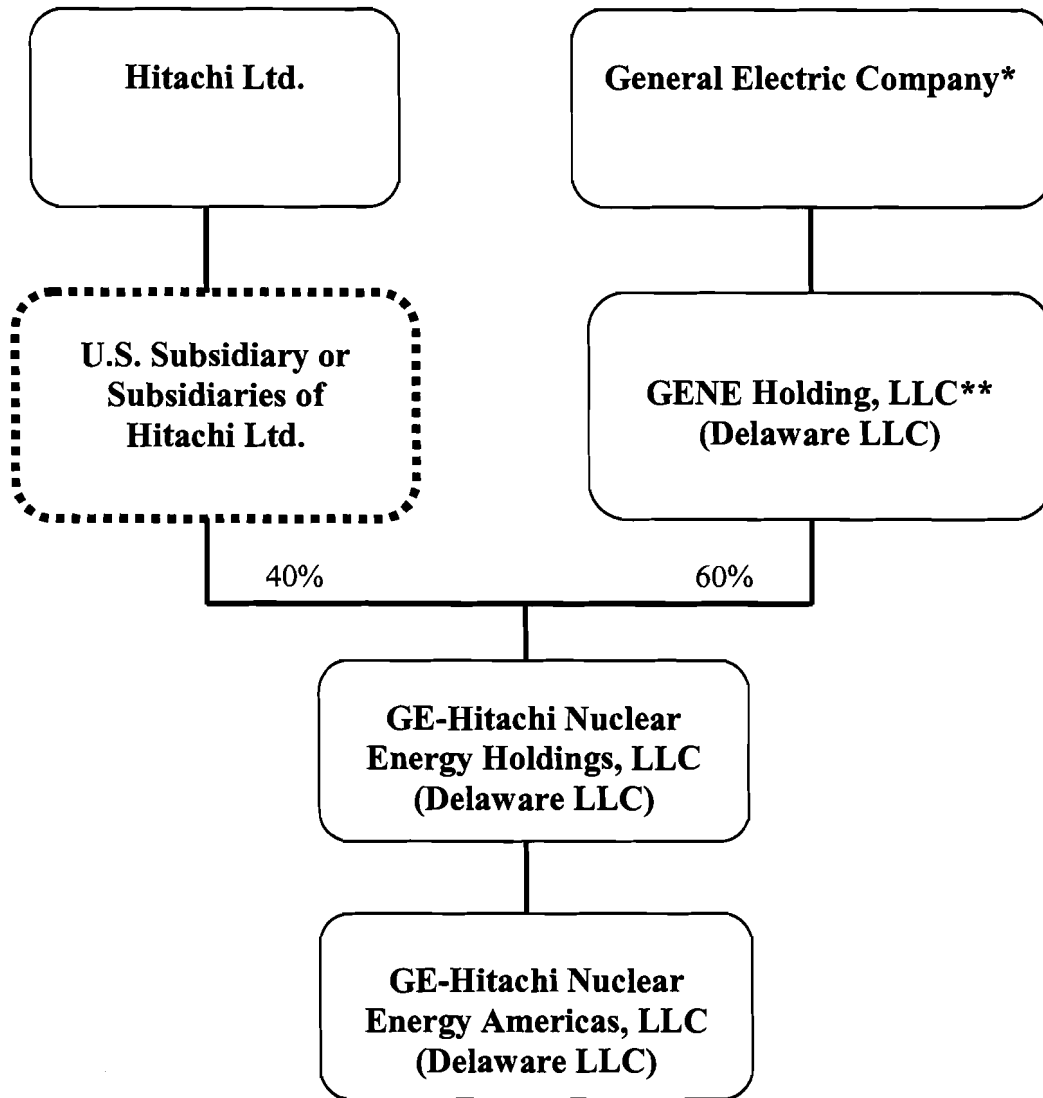 Hitachi Ltd.
General Electric Company*
U.S. Subsidiary or
Subsidiaries of
Hitachi Ltd.
GENE Holding, LLC**
(Delaware LLC)
40%
60%
GE-Hitachi Nuclear
Energy Holdings, LLC
(Delaware LLC)
GE-Hitachi Nuclear
Energy Americas, LLC
(Delaware LLC)